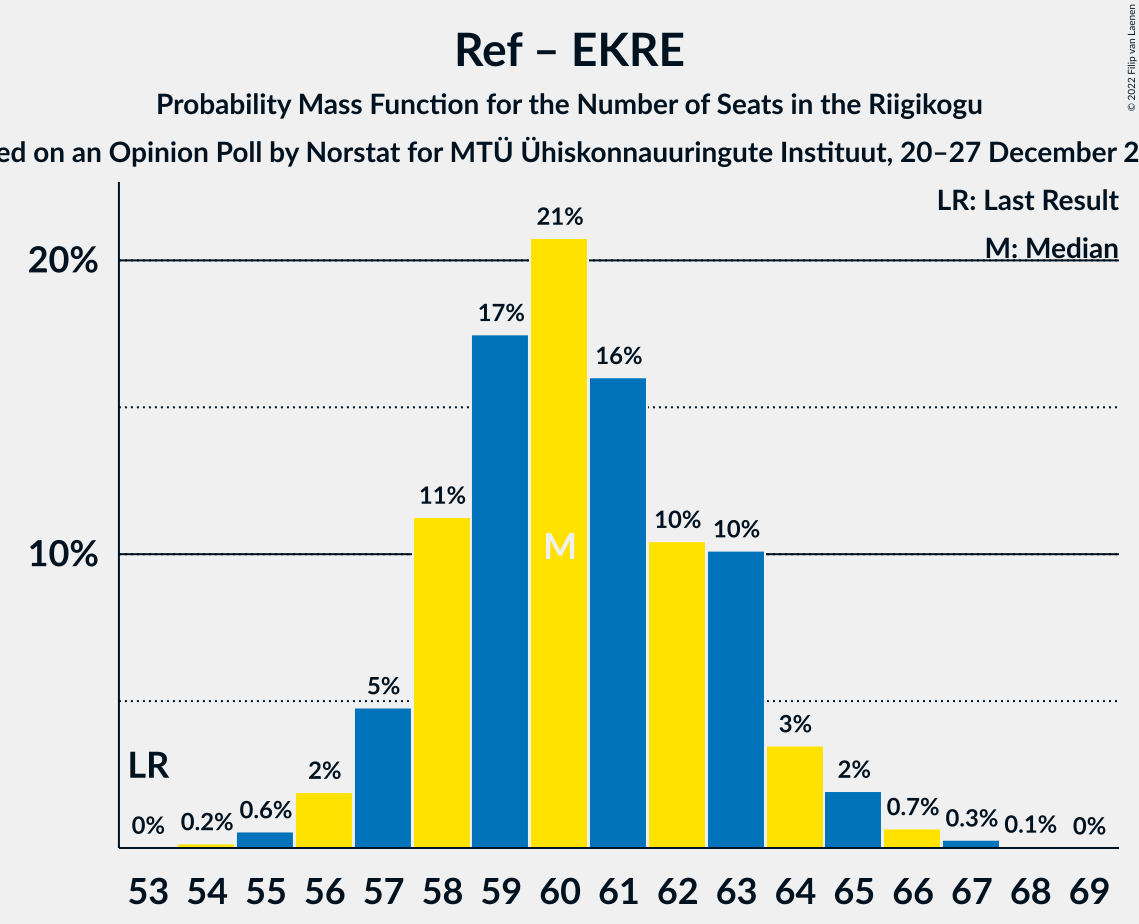 Ref – EKRE
Probability Mass Function for the Number of Seats in the Riigikogu
ed on an Opinion Poll by Norstat for MTÜ Ühiskonnauuringute Instituut, 20–27 December 2
© 2022 Filip van Laenen
LR: Last Result
M: Median
20%
10%
LR
M
0% 0.2% 0.6% 2% 5% 11% 17% 21% 16% 10% 10% 3% 2% 0.7% 0.3% 0.1% 0%
53 54 55 56 57 58 59 60 61 62 63 64 65 66 67 68 69